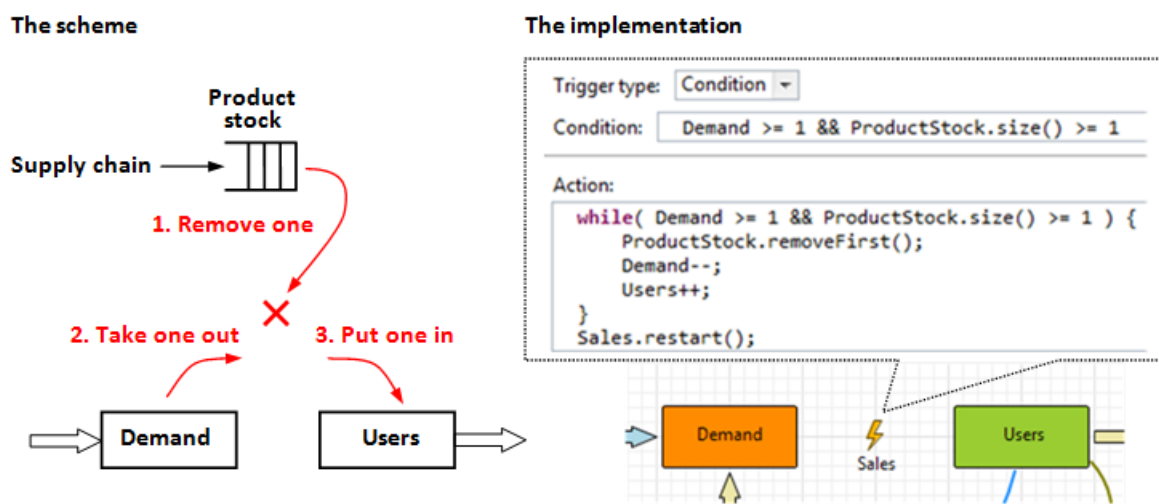 The scheme
Product
stock
Supply chain
1. Remove one
2. Take one out
3. Put one in
Demand
Users
The implementation
Trigger type: Condition
Condition: Demand >= 1 && ProductStock.size() >= 1
Action:
while( Demand >= 1 && ProductStock.size() >= 1 ) {
ProductStock.removeFirst();
Demand--;
Users++;
}
Sales.restart();
Demand
Sales
Users